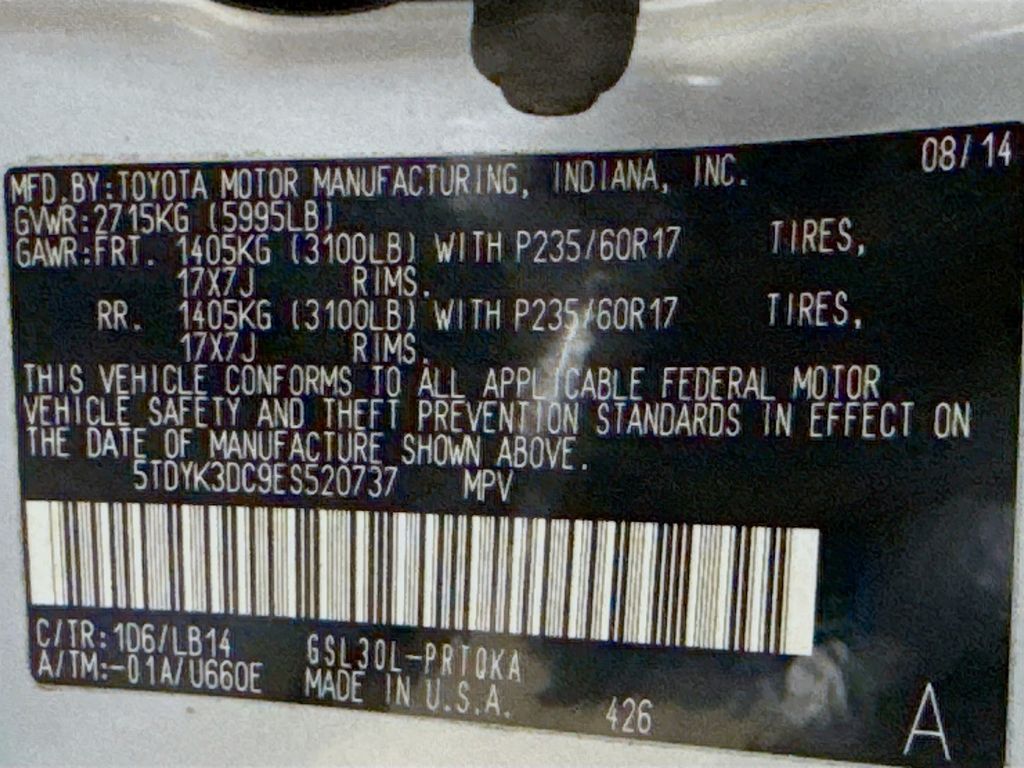 08/14
MFD.BY:TOYOTA MOTOR MANUFACTURING, INDIANA, INC.
GVWR:2715KG (5995LB)
GAWR:FRT. 1405KG (3100LB) WITH P235/60R17 TIRES,
17X7J RIMS.
RR. 1405KG (3100LB) WITH P235/60R17 TIRES,
17X7J RIMS.
THIS VEHICLE CONFORMS TO ALL APPLICABLE FEDERAL MOTOR
VEHICLE SAFETY AND THEFT PREVENTION STANDARDS IN EFFECT ON
THE DATE OF MANUFACTURE SHOWN ABOVE.
5TDYK3DC9ES520737 MPV
C/TR:1D6/LB14 GSL30L-PRTQKA
A/TM:-01A/U660E MADE IN U.S.A. 426
A